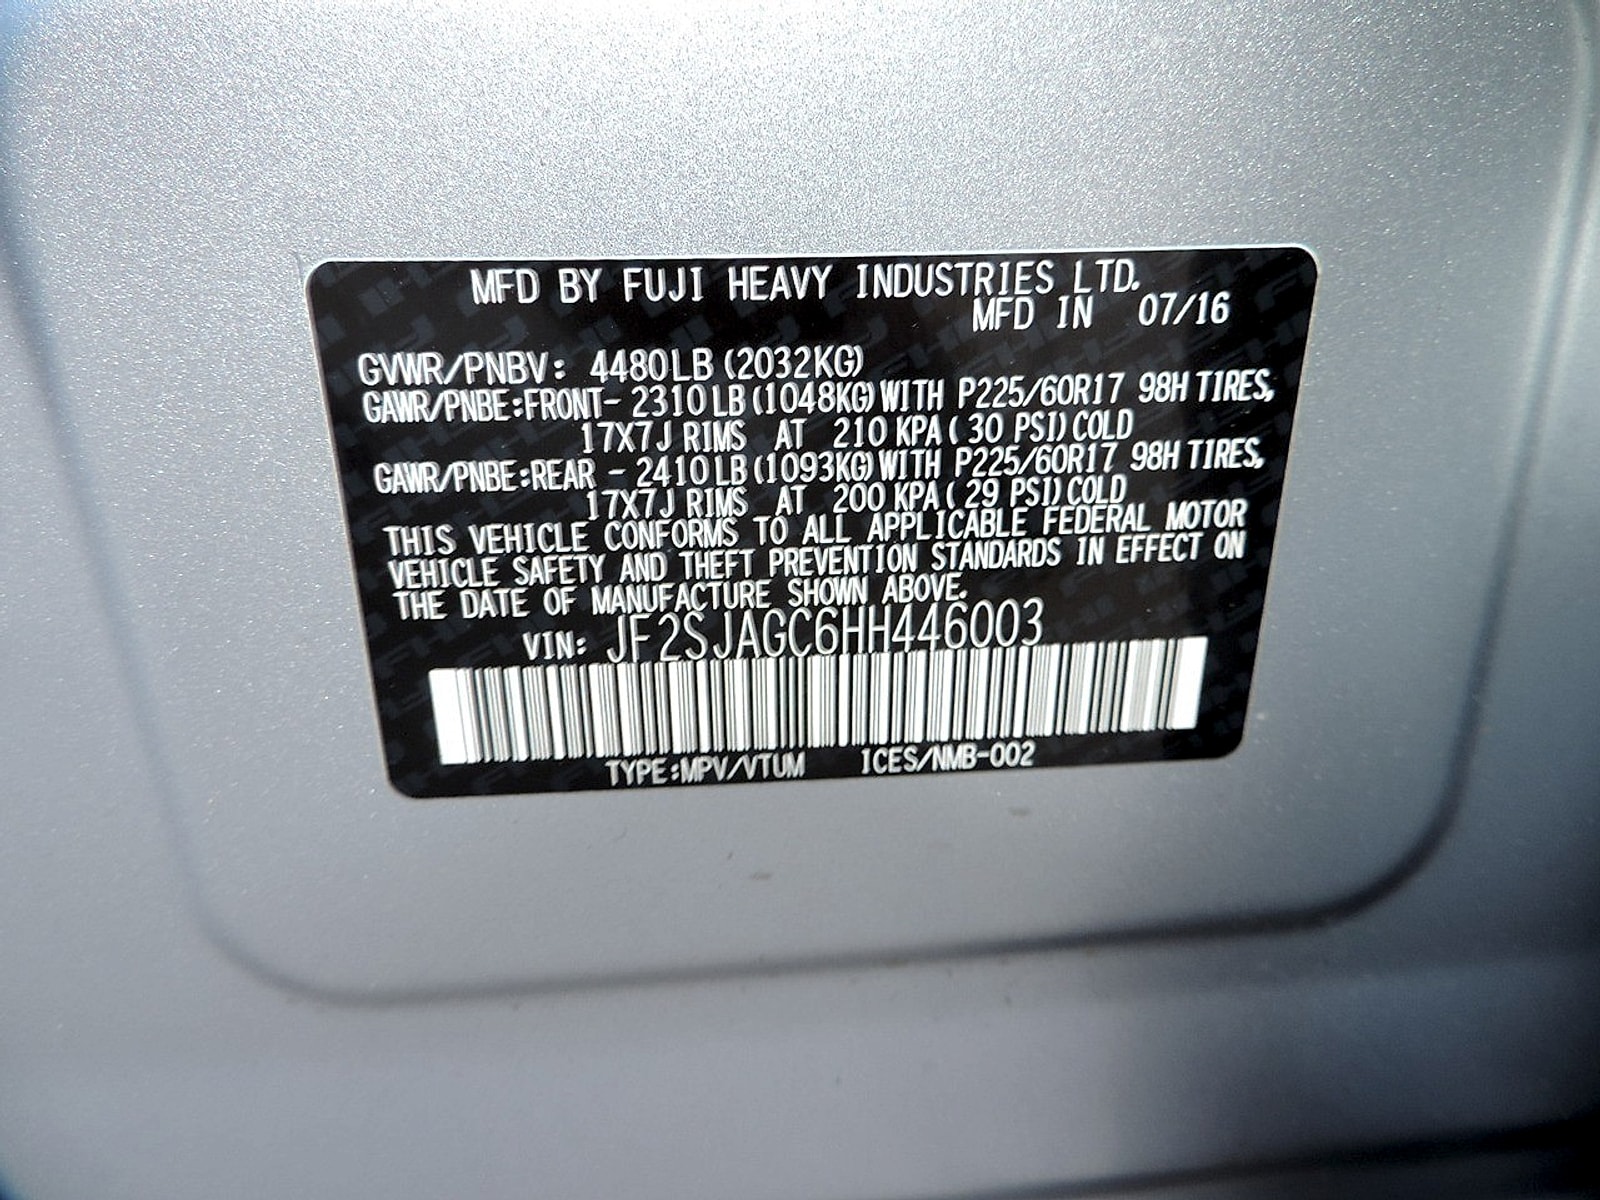 MFD BY FUJI HEAVY INDUSTRIES LTD.
MFD IN 07/16
GVWR/PNBV: 4480LB (2032KG)
GAWR/PNBE:FRONT- 2310LB (1048KG) WITH P225/60R17 98H TIRES,
17X7J RIMS AT 210 KPA ( 30 PSI) COLD
GAWR/PNBE:REAR - 2410LB (1093KG) WITH P225/60R17 98H TIRES,
17X7J RIMS AT 200 KPA ( 29 PSI) COLD
THIS VEHICLE CONFORMS TO ALL APPLICABLE FEDERAL MOTOR
VEHICLE SAFETY AND THEFT PREVENTION STANDARDS IN EFFECT ON
THE DATE OF MANUFACTURE SHOWN ABOVE.
VIN: JF2SJAGC6HH446003
TYPE:MPV/VTUM ICES/NMB-002